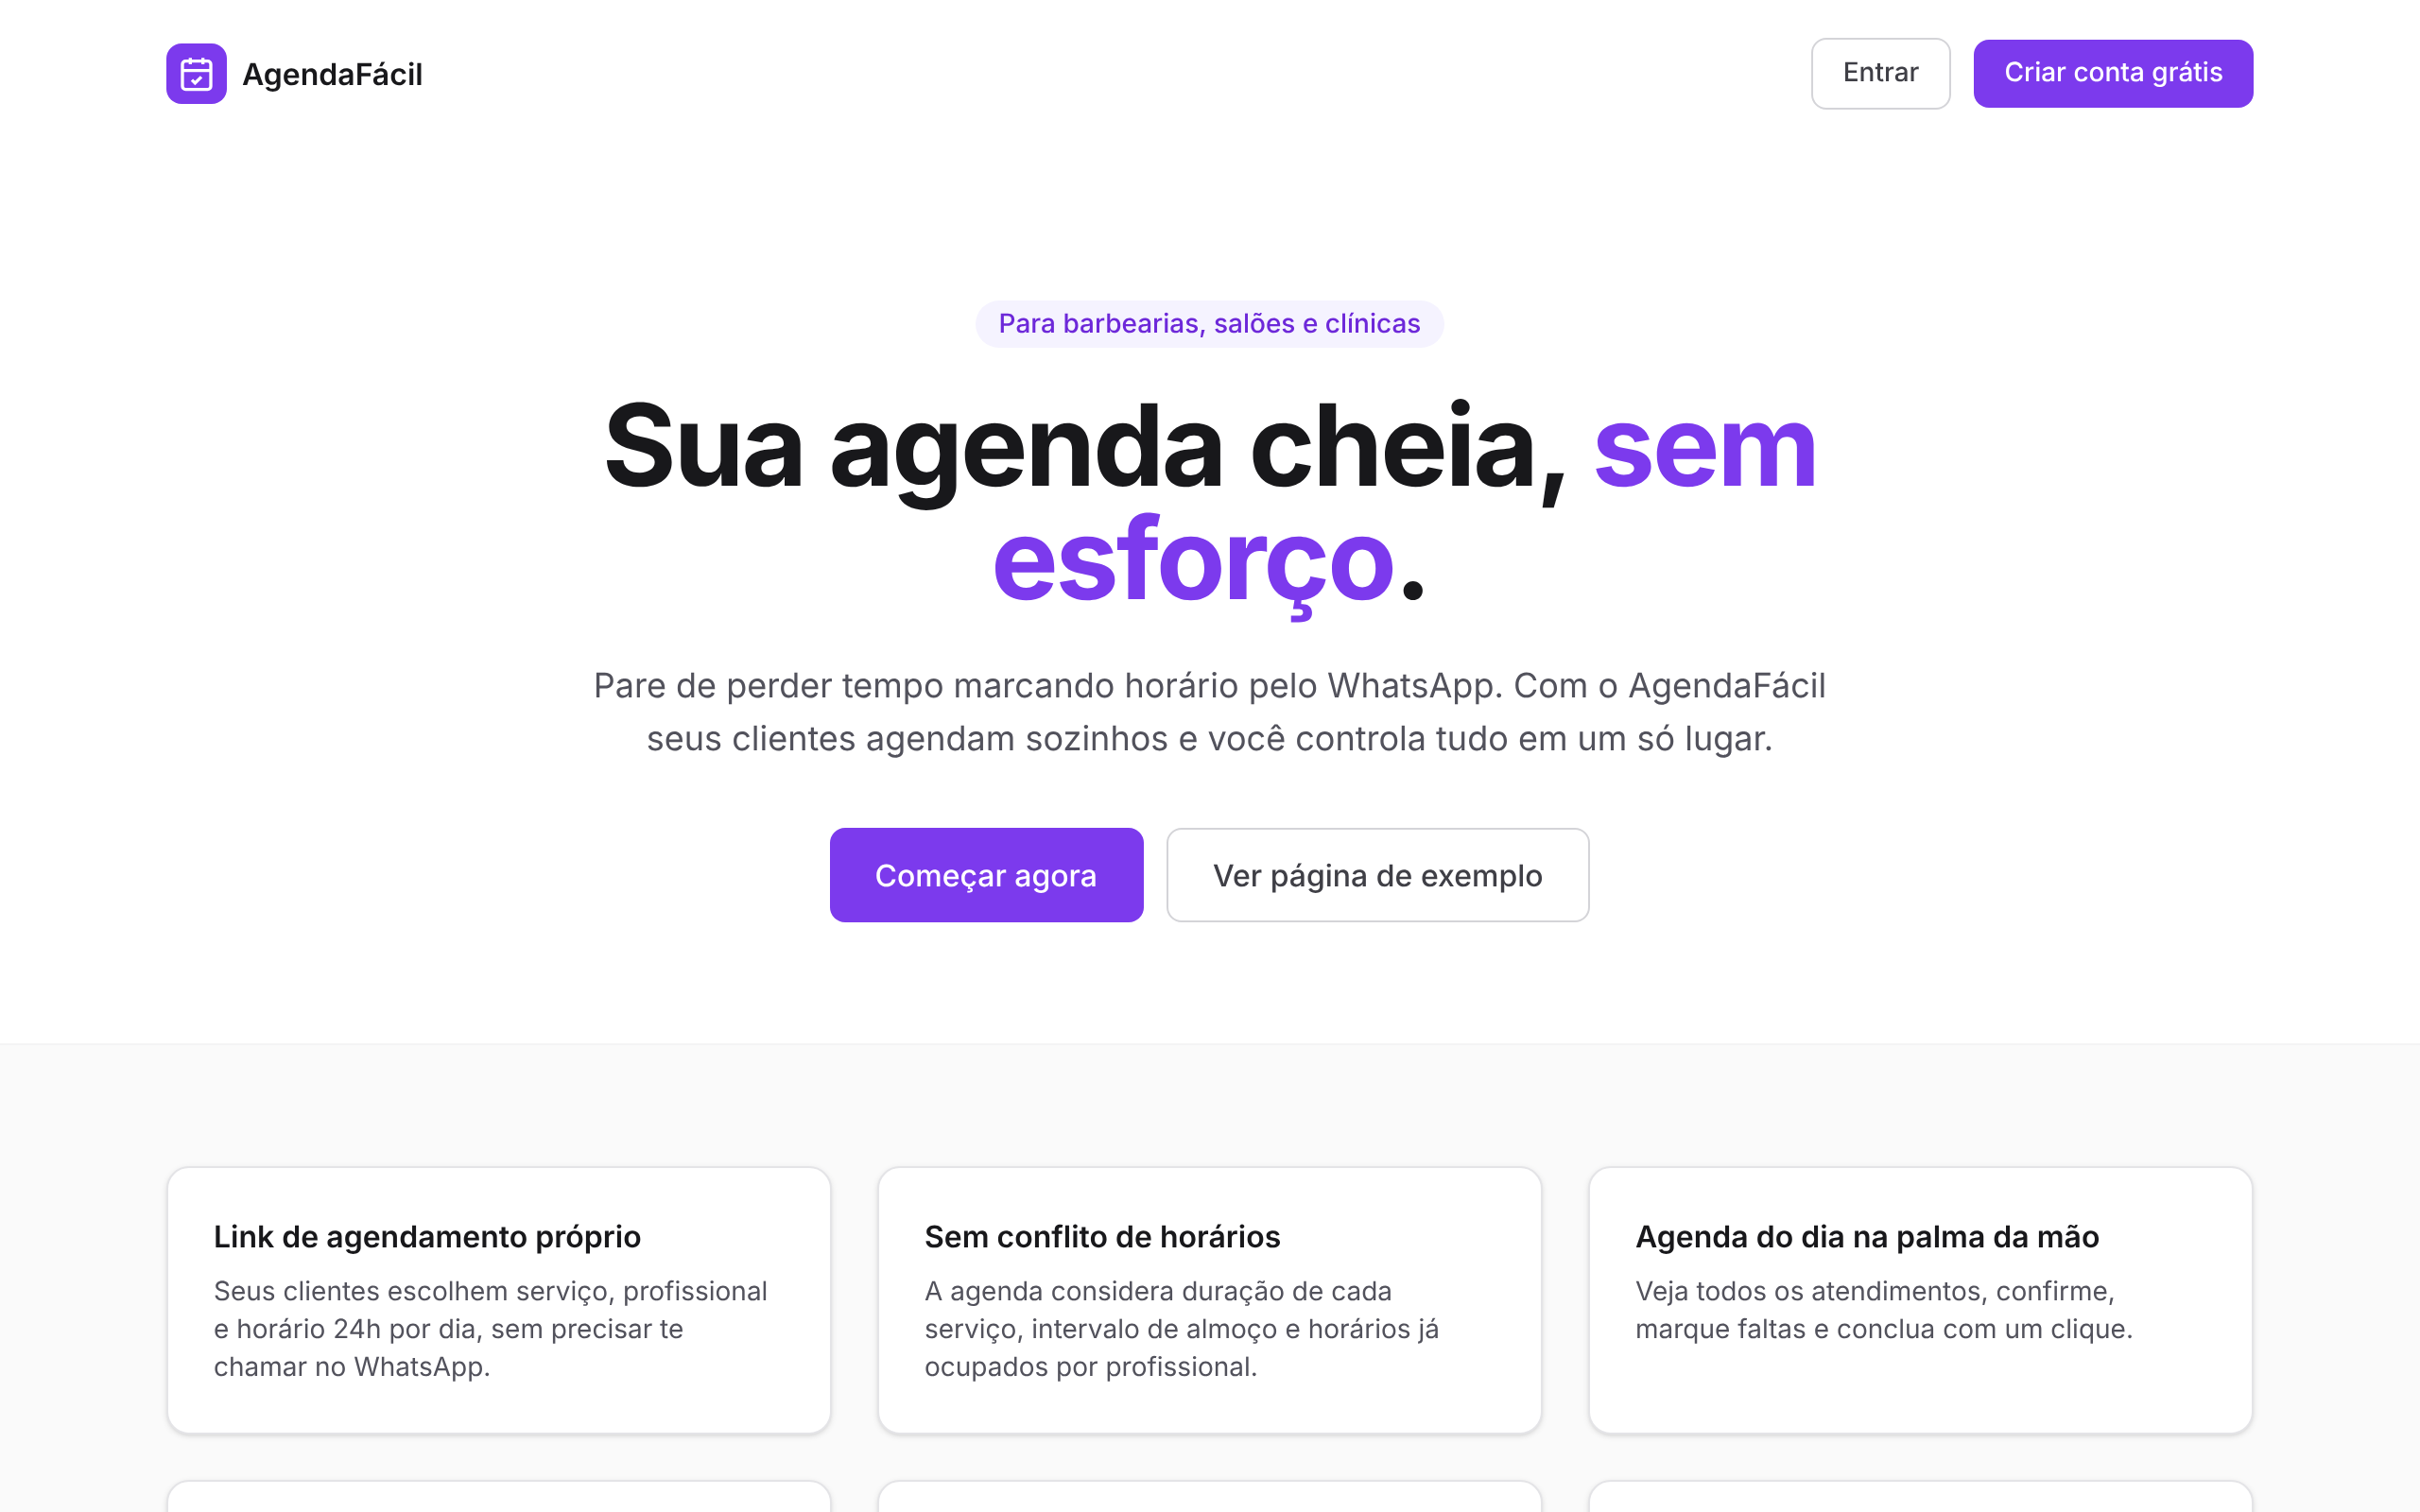 AgendaFácil
Entrar
Criar conta grátis
Para barbearias, salões e clínicas
Sua agenda cheia, sem
esforço.
Pare de perder tempo marcando horário pelo WhatsApp. Com o AgendaFácil
seus clientes agendam sozinhos e você controla tudo em um só lugar.
Começar agora
Ver página de exemplo
Link de agendamento próprio
Seus clientes escolhem serviço, profissional
e horário 24h por dia, sem precisar te
chamar no WhatsApp.
Sem conflito de horários
A agenda considera duração de cada
serviço, intervalo de almoço e horários já
ocupados por profissional.
Agenda do dia na palma da mão
Veja todos os atendimentos, confirme,
marque faltas e conclua com um clique.